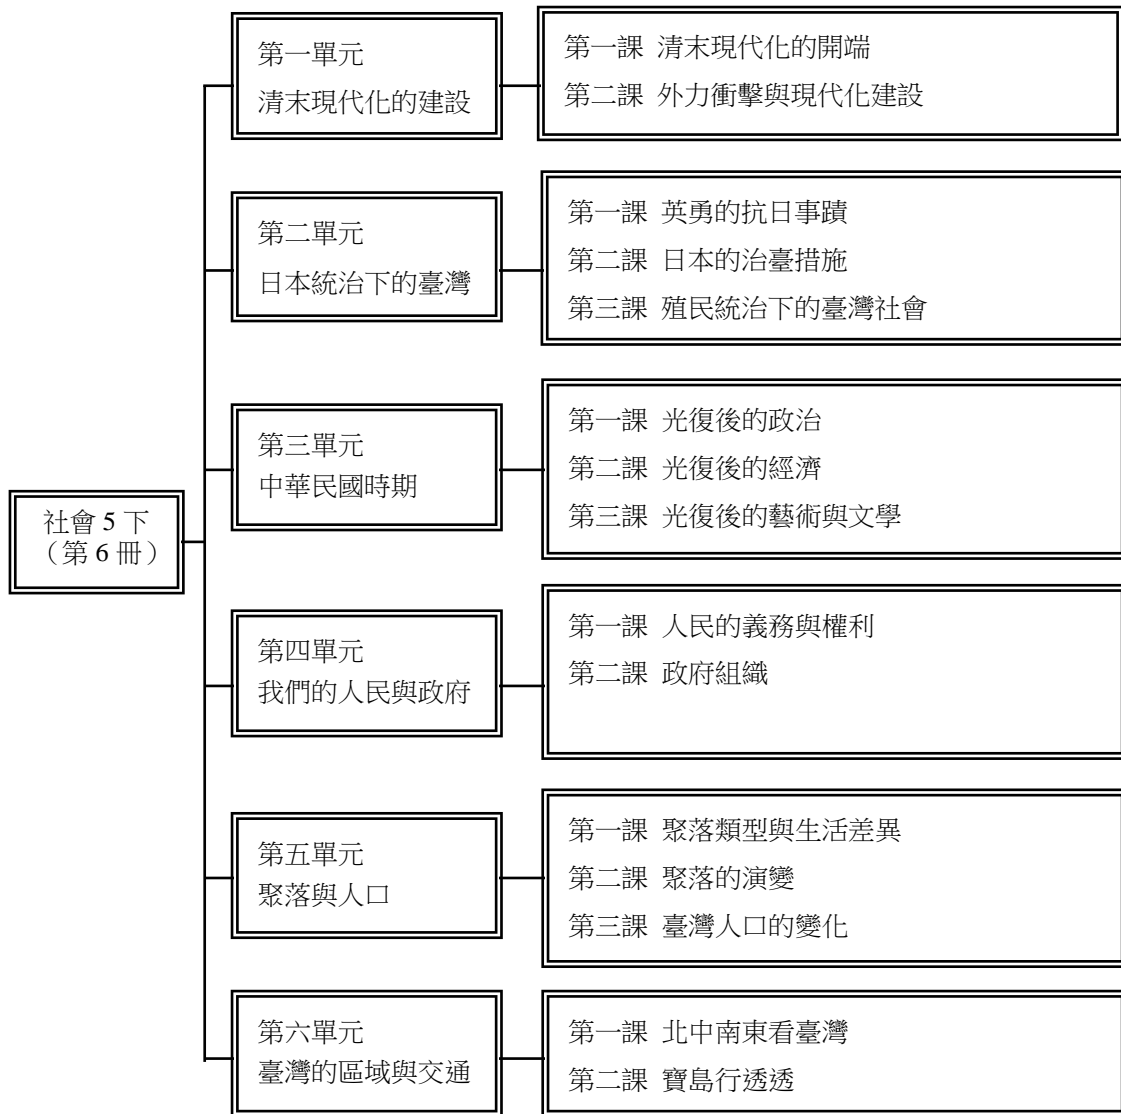 社會 5 下
（第 6 冊）
第一單元
清末現代化的建設
第一課 清末現代化的開端
第二課 外力衝擊與現代化建設
第二單元
日本統治下的臺灣
第一課 英勇的抗日事蹟
第二課 日本的治臺措施
第三課 殖民統治下的臺灣社會
第三單元
中華民國時期
第一課 光復後的政治
第二課 光復後的經濟
第三課 光復後的藝術與文學
第四單元
我們的人民與政府
第一課 人民的義務與權利
第二課 政府組織
第五單元
聚落與人口
第一課 聚落類型與生活差異
第二課 聚落的演變
第三課 臺灣人口的變化
第六單元
臺灣的區域與交通
第一課 北中南東看臺灣
第二課 寶島行透透